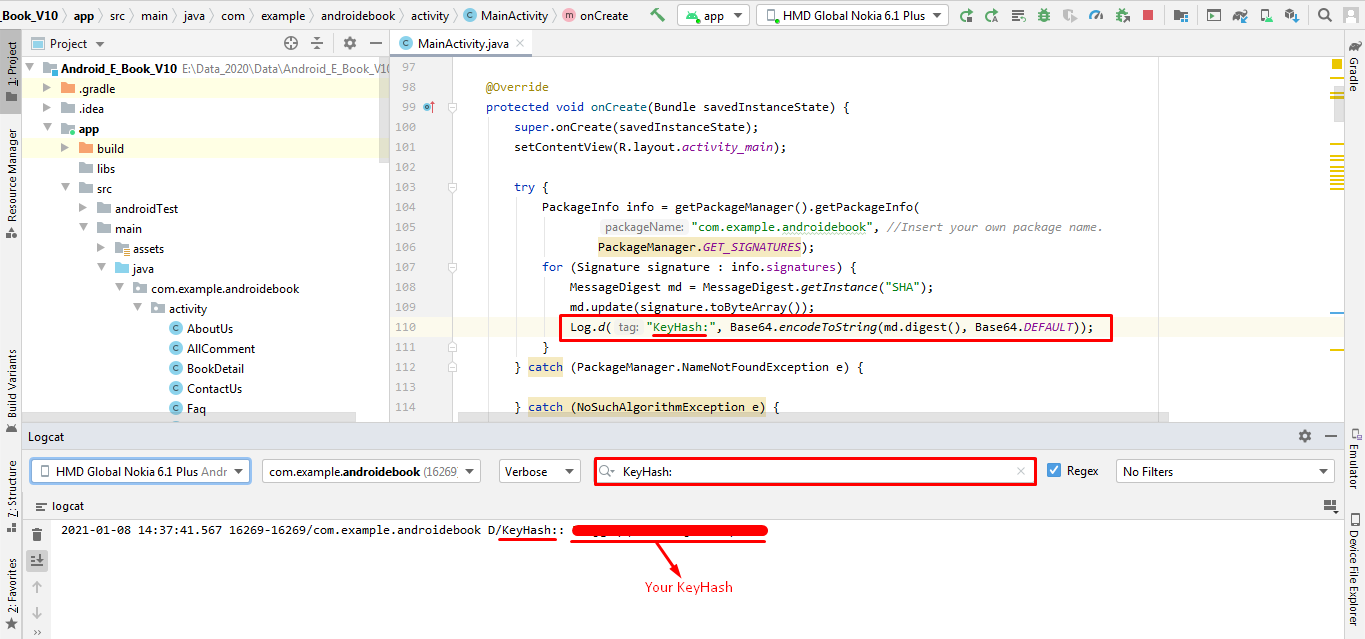 _Book_V10 app src main java com example androidebook activity MainActivity onCreate app HMD Global Nokia 6.1 Plus
Project
MainActivity.java
1: Project
Resource Manager
Build Variants
7: Structure
2: Favorites
Android_E_Book_V10 E:\Data_2020\Data\Android_E_Book_V10
.gradle
.idea
app
build
libs
src
androidTest
main
assets
java
com.example.androidebook
activity
AboutUs
AllComment
BookDetail
ContactUs
Faq
97
98 @Override
99 protected void onCreate(Bundle savedInstanceState) {
100 super.onCreate(savedInstanceState);
101 setContentView(R.layout.activity_main);
102
103 try {
104 PackageInfo info = getPackageManager().getPackageInfo(
105 packageName: "com.example.androidebook", //Insert your own package name.
106 PackageManager.GET_SIGNATURES);
107 for (Signature signature : info.signatures) {
108 MessageDigest md = MessageDigest.getInstance("SHA");
109 md.update(signature.toByteArray());
110 Log.d( tag: "KeyHash:", Base64.encodeToString(md.digest(), Base64.DEFAULT));
111 }
112 } catch (PackageManager.NameNotFoundException e) {
113
114 } catch (NoSuchAlgorithmException e) {
Gradle
Emulator
Device File Explorer
Logcat
HMD Global Nokia 6.1 Plus Andr com.example.androidebook (16269) Verbose KeyHash: Regex No Filters
logcat
2021-01-08 14:37:41.567 16269-16269/com.example.androidebook D/KeyHash::
Your KeyHash